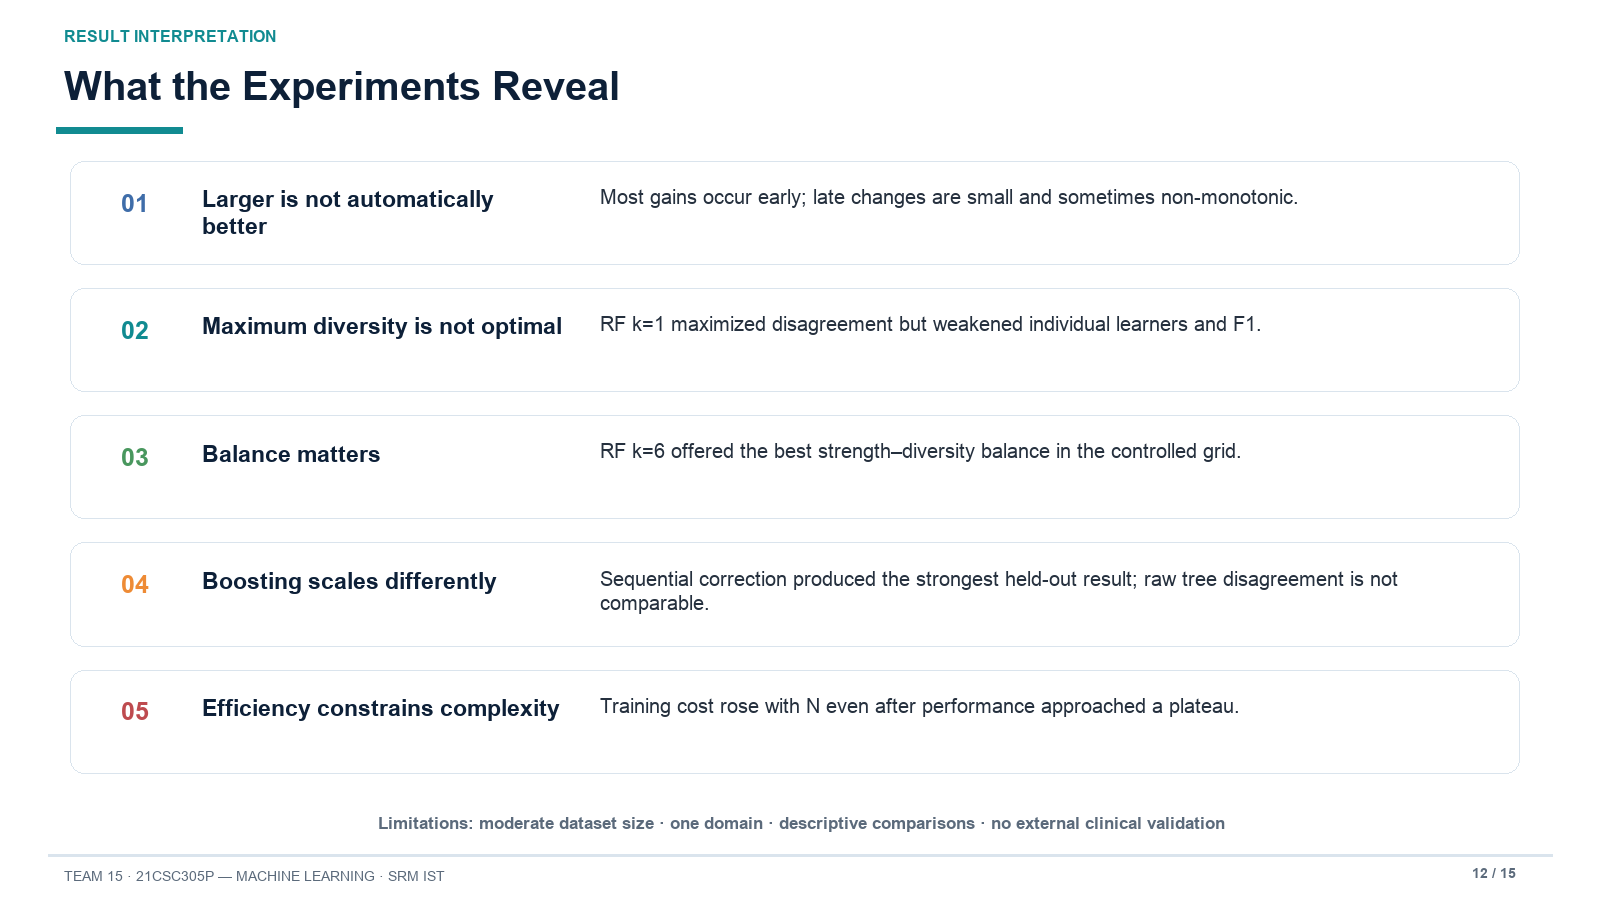 RESULT INTERPRETATION
What the Experiments Reveal
01
Larger is not automatically
better
Most gains occur early; late changes are small and sometimes non-monotonic.
02
Maximum diversity is not optimal
RF k=1 maximized disagreement but weakened individual learners and F1.
03
Balance matters
RF k=6 offered the best strength–diversity balance in the controlled grid.
04
Boosting scales differently
Sequential correction produced the strongest held-out result; raw tree disagreement is not
comparable.
05
Efficiency constrains complexity
Training cost rose with N even after performance approached a plateau.
Limitations: moderate dataset size · one domain · descriptive comparisons · no external clinical validation
TEAM 15 · 21CSC305P — MACHINE LEARNING · SRM IST
12 / 15